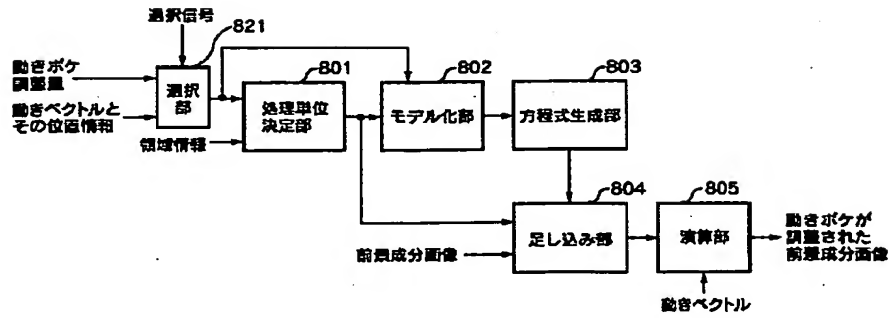 選択信号
821
動きボケ
調整量
選択
部
動きベクトルと
その位置情報
801
処理単位
決定部
領域情報
802
モデル化部
803
方程式生成部
804
足し込み部
前景成分画像
805
演算部
動きボケが
調整された
前景成分画像
動きベクトル